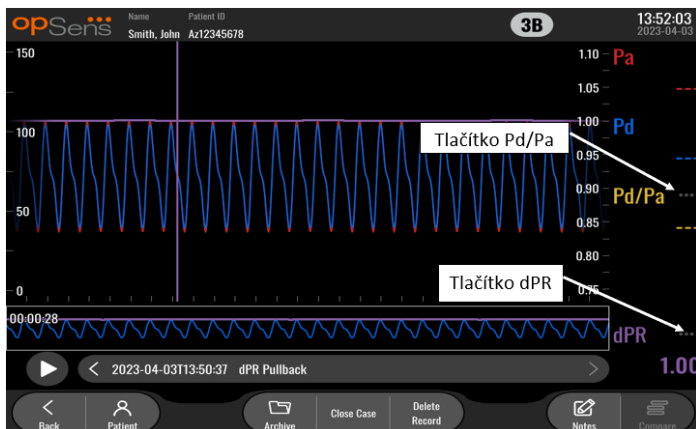 opSens
Name
Patient ID
Smith, John
Az12345678
3B
13:52:03
2023-04-03
150
100
50
0
1.10
1.05
1.00
0.95
0.90
0.85
0.80
0.75
Pa
---
Pd
---
Tlačítko Pd/Pa
Pd/Pa
---
Tlačítko dPR
00:00:28
dPR
1.00
2023-04-03T13:50:37 dPR Pullback
Back
Patient
Archive
Close Case
Delete
Record
Notes
Compare